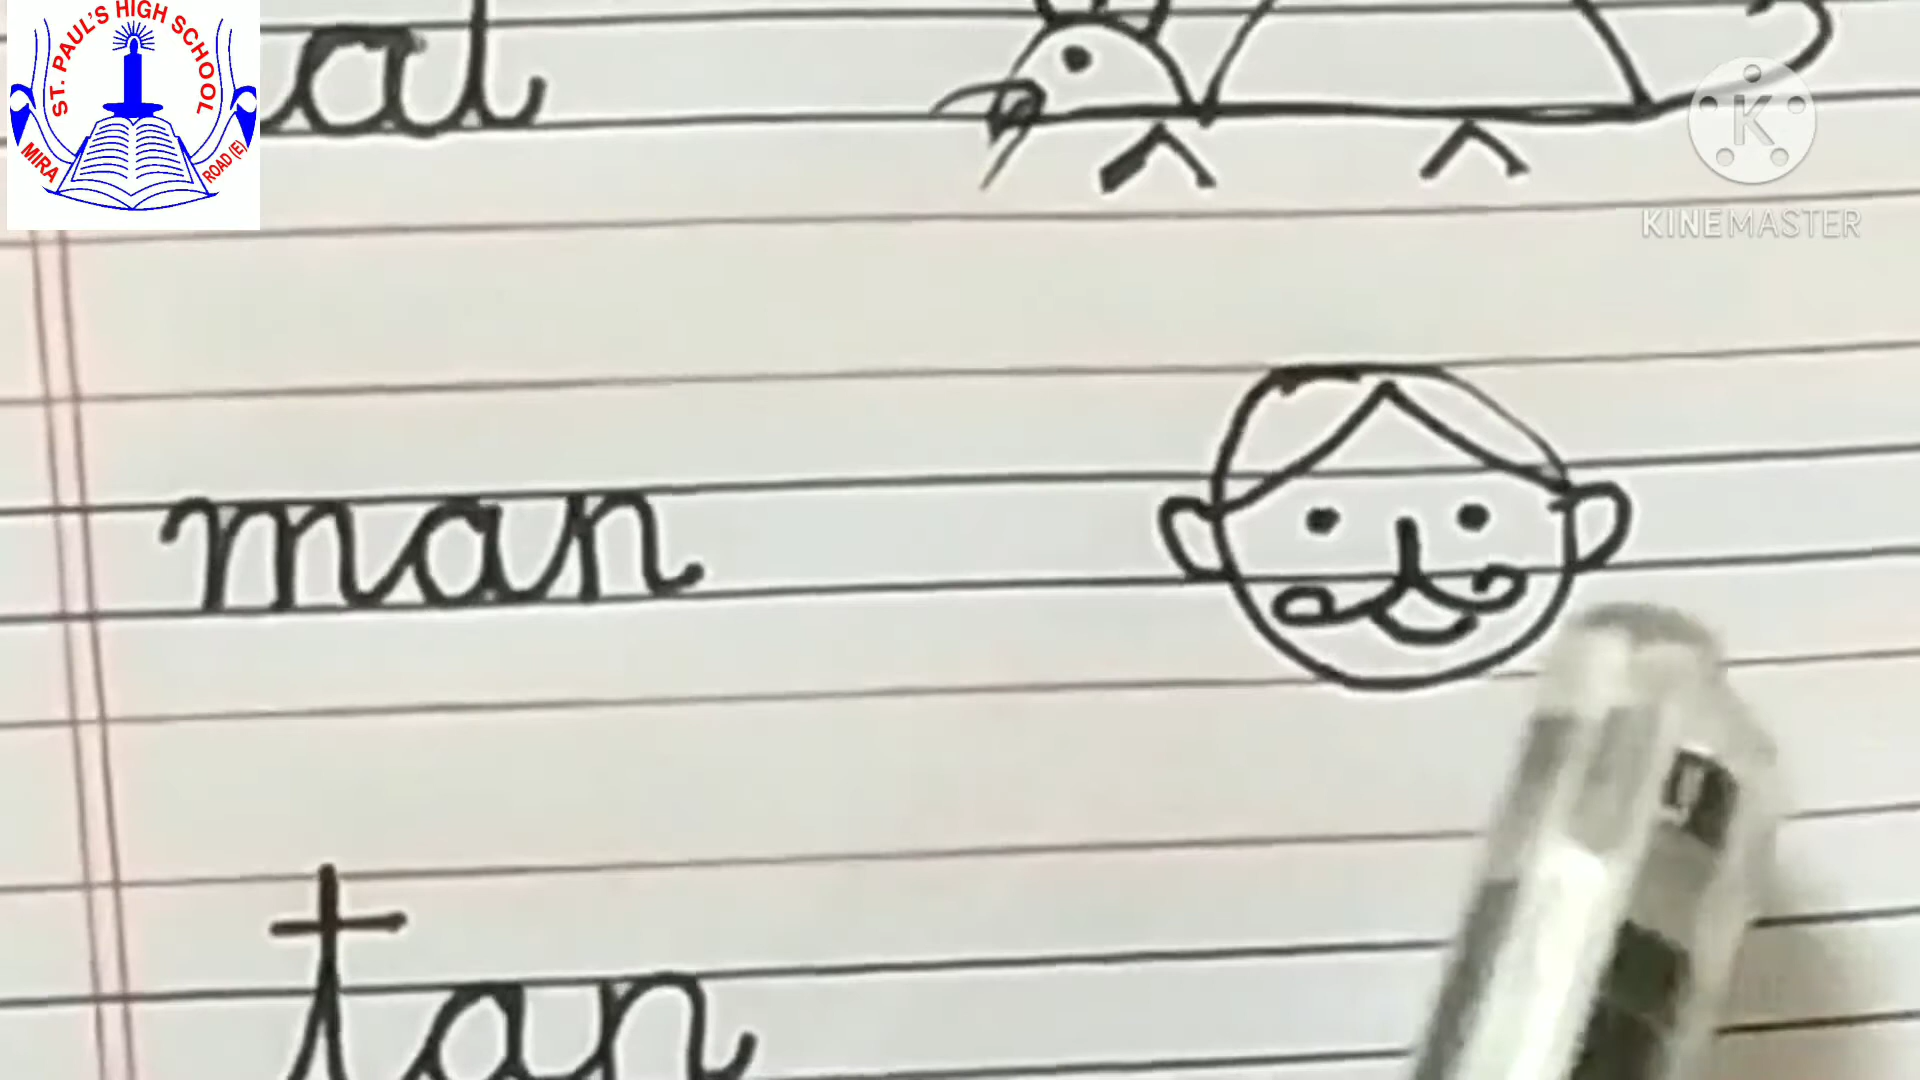 ST. PAUL'S HIGH SCHOOL
MIRA ROAD (E)
K
KINEMASTER
man
tan